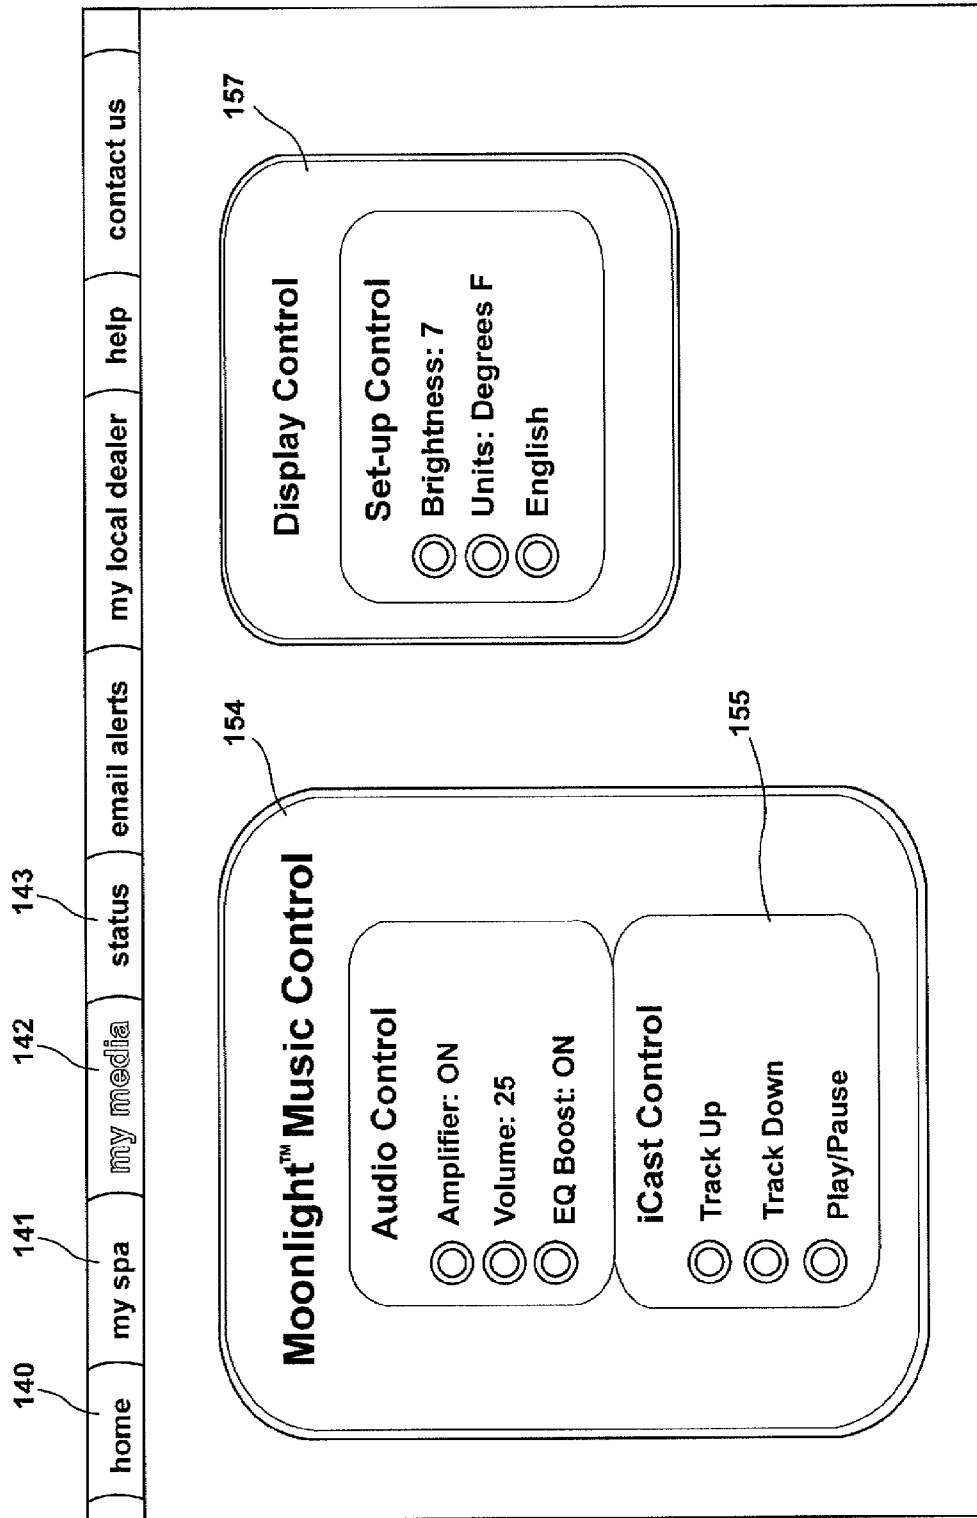 140
141
142
143
home
my spa
my media
status
email alerts
my local dealer
help
contact us
154
Moonlight™ Music Control
Audio Control
Amplifier: ON
Volume: 25
EQ Boost: ON
155
iCast Control
Track Up
Track Down
Play/Pause
157
Display Control
Set-up Control
Brightness: 7
Units: Degrees F
English